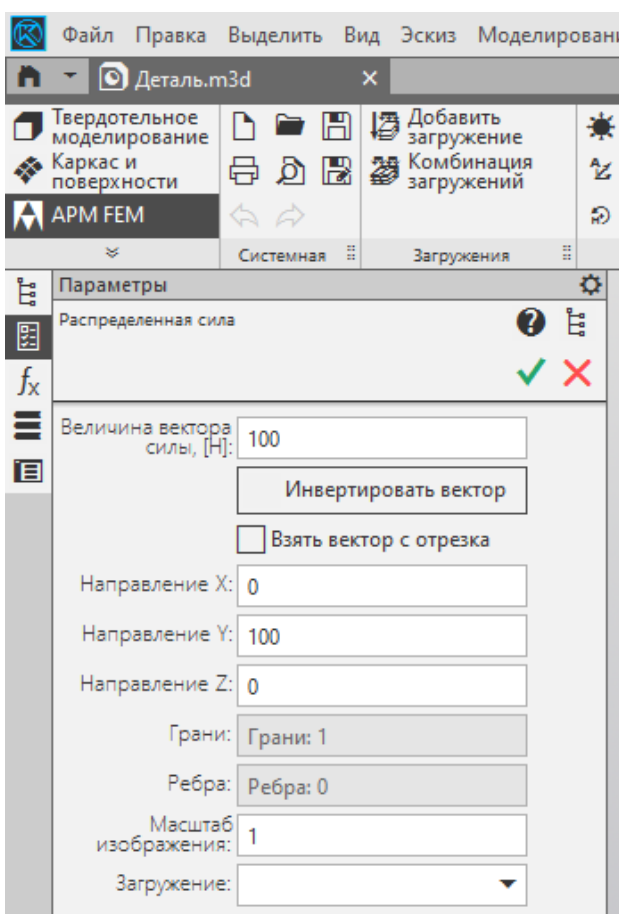 Файл Правка Выделить Вид Эскиз Моделировани
Деталь.m3d
Твердотельное
моделирование
Каркас и
поверхности
APM FEM
Системная
Добавить
загружение
Комбинация
загружений
Загружения
Параметры
Распределенная сила
Величина вектора
силы, [Н]: 100
Инвертировать вектор
Взять вектор с отрезка
Направление X: 0
Направление Y: 100
Направление Z: 0
Грани: Грани: 1
Ребра: Ребра: 0
Масштаб
изображения: 1
Загружение: